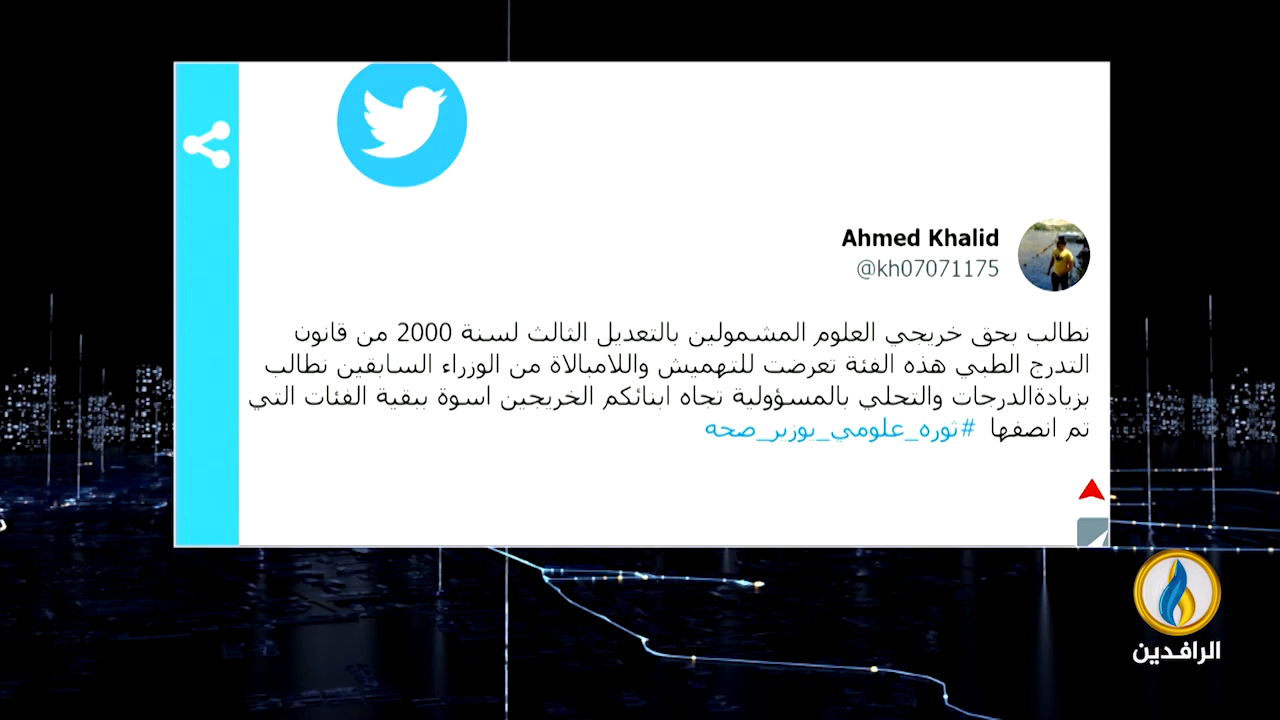 Ahmed Khalid
@kh07071175
نطالب بحق خريجي العلوم المشمولين بالتعديل الثالث لسنة 2000 من قانون
التدرج الطبي هذه الفئة تعرضت للتهميش واللامبالاة من الوزراء السابقين نطالب
بزيادةالدرجات والتحلي بالمسؤولية تجاه ابنائكم الخريجين اسوة ببقية الفئات التي
تم انصفها #ثوره_علومي_بوزير_صحه
الرافدين